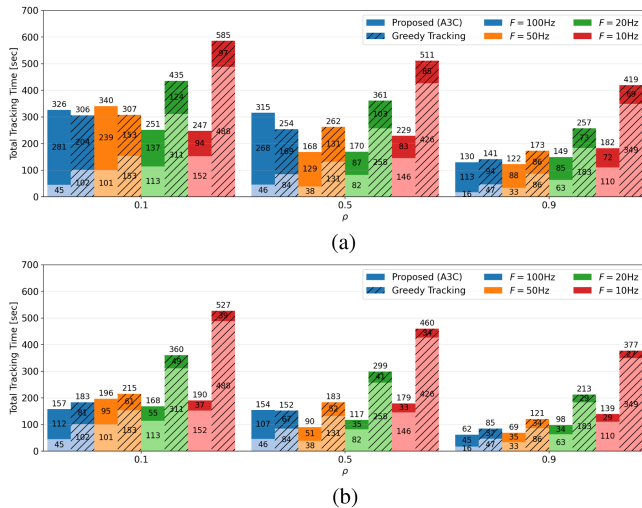 700
600
500
400
300
200
100
0
Total Tracking Time [sec]
Proposed (A3C)
Greedy Tracking
F = 100Hz
F = 50Hz
F = 20Hz
F = 10Hz
326 306 340 307 251 435 247 585
281 204 239 153 137 124 94 97
45 102 101 153 113 311 152 488
315 254 168 262 170 361 229 511
268 169 129 131 87 103 83 85
46 84 38 131 82 258 146 426
130 141 122 173 149 257 182 419
113 94 88 86 85 73 72 69
16 47 33 86 63 183 110 349
0.1 0.5 0.9
ρ
(a)
700
600
500
400
300
200
100
0
Total Tracking Time [sec]
Proposed (A3C)
Greedy Tracking
F = 100Hz
F = 50Hz
F = 20Hz
F = 10Hz
157 183 196 215 168 360 190 527
112 81 95 61 55 49 37 39
45 102 101 153 113 311 152 488
154 152 90 183 117 299 179 460
107 67 51 52 35 41 33 34
46 84 38 131 82 258 146 426
62 85 69 121 98 213 139 377
45 37 35 34 34 29 29 27
16 47 33 86 63 183 110 349
0.1 0.5 0.9
ρ
(b)